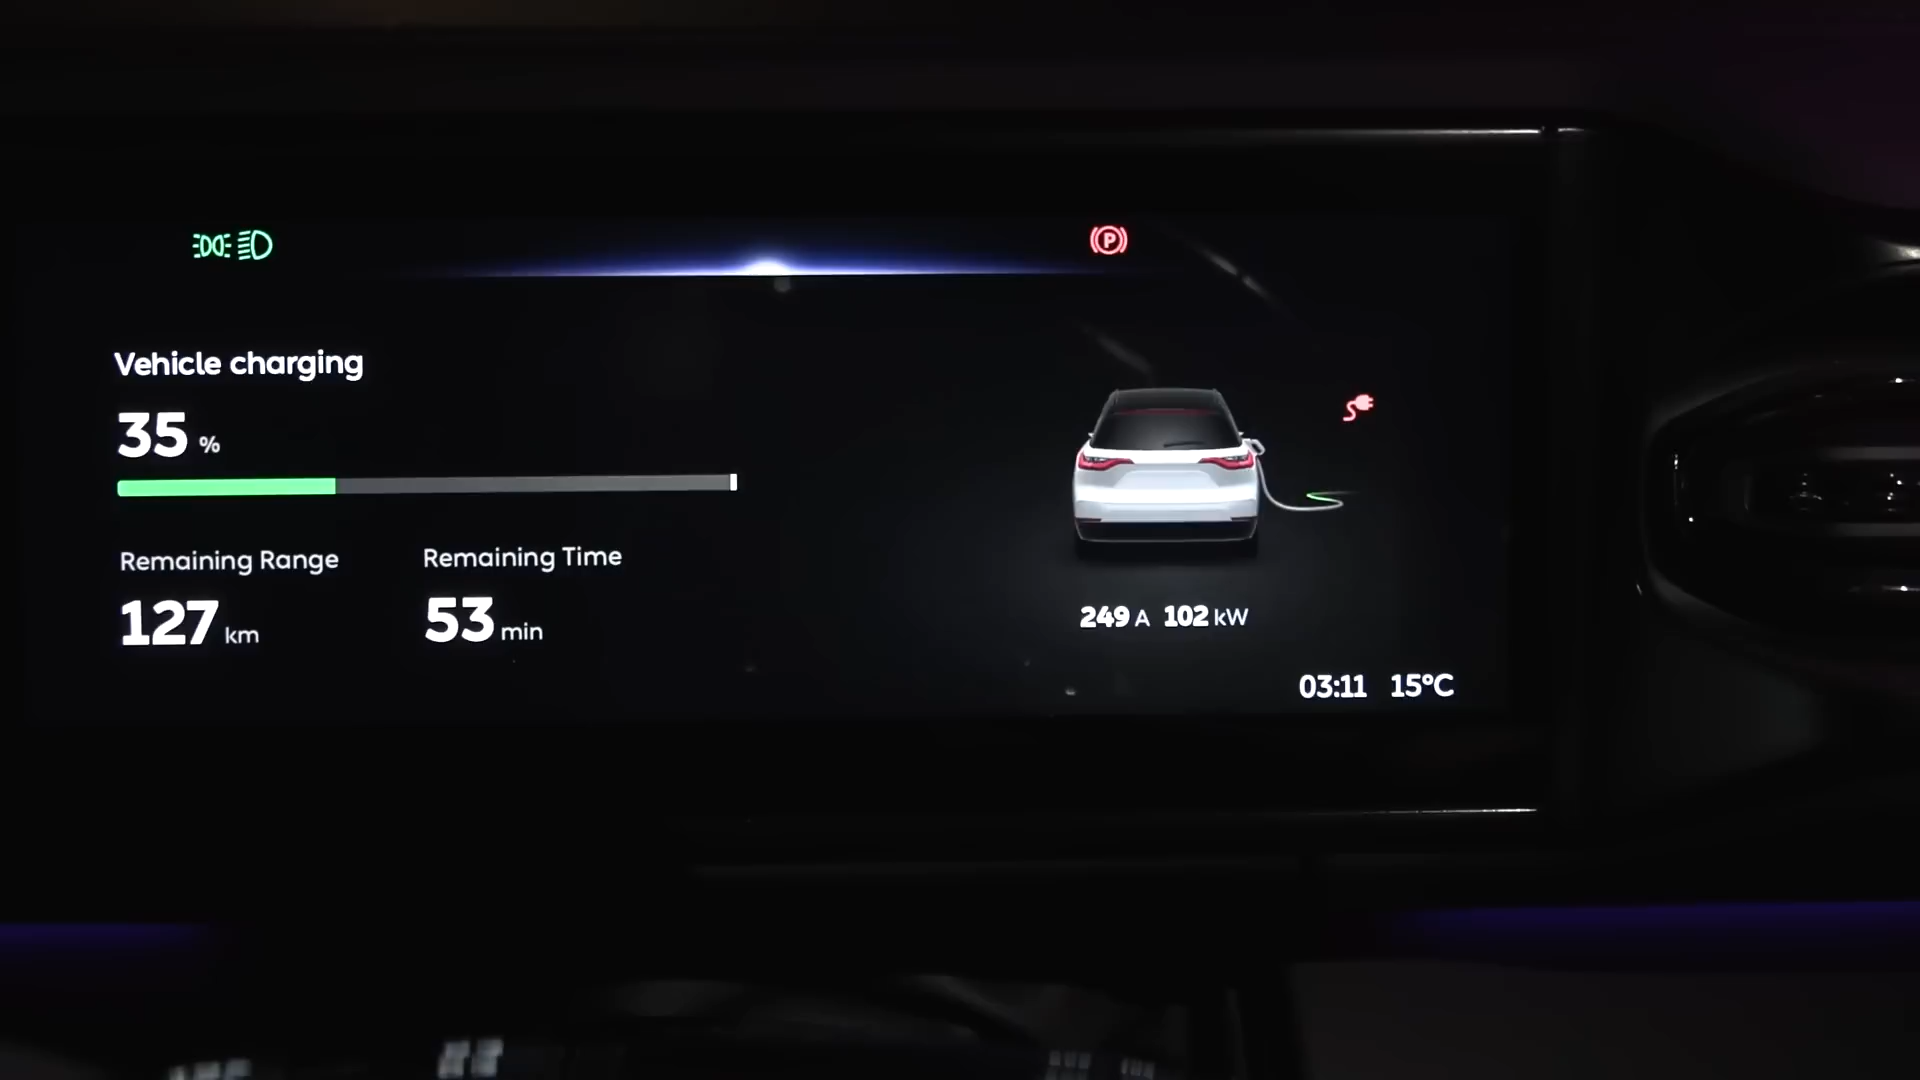 P
Vehicle charging
35 %
Remaining Range
Remaining Time
127 km
53 min
249 A 102 kW
03:11 15°C